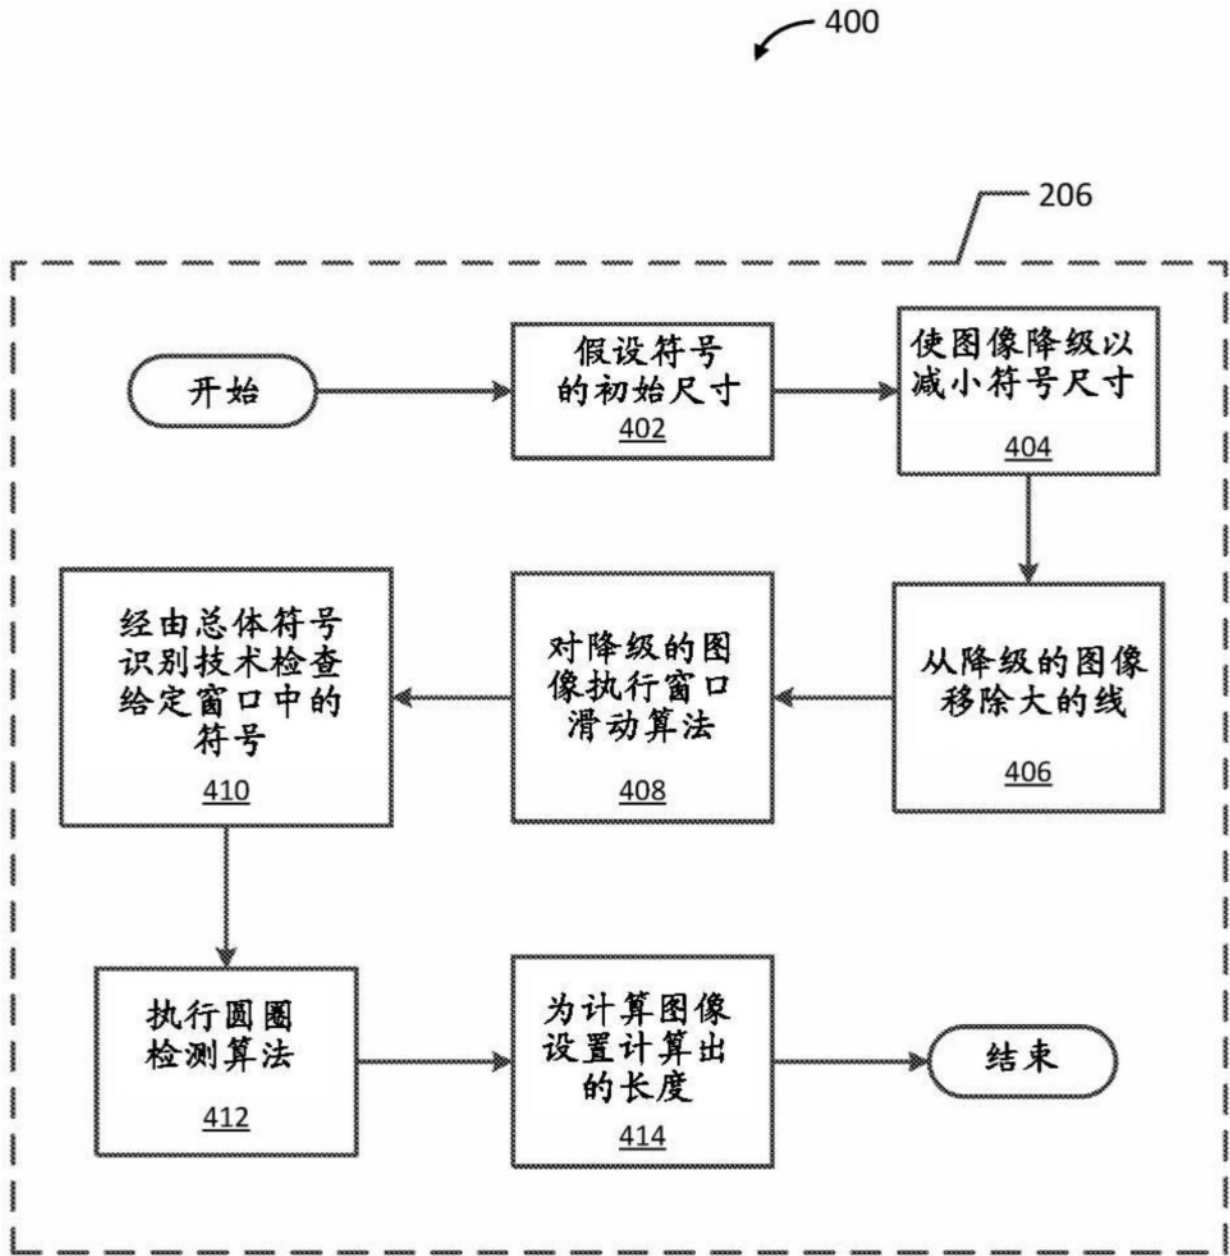 400
206
开始
假设符号
的初始尺寸
402
使图像降级以
减小符号尺寸
404
从降级的图像
移除大的线
406
对降级的图
像执行窗口
滑动算法
408
经由总体符号
识别技术检查
给定窗口中的
符号
410
执行圆圈
检测算法
412
为计算图像
设置计算出
的长度
414
结束